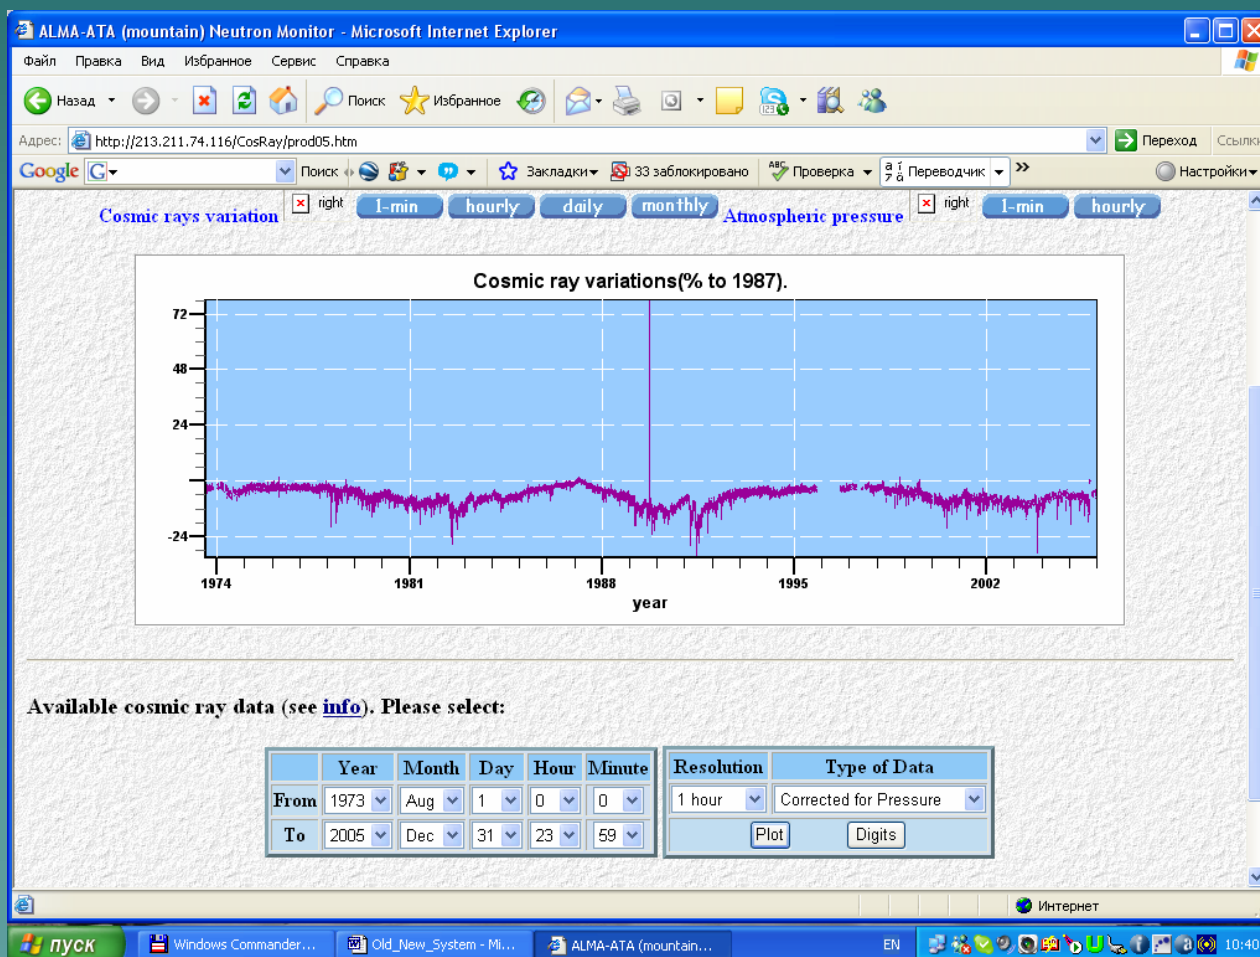 ALMA-ATA (mountain) Neutron Monitor - Microsoft Internet Explorer
Файл Правка Вид Избранное Сервис Справка
Назад Поиск Избранное
Адрес: http://213.211.74.116/CosRay/prod05.htm Переход Ссылки
Google G Поиск Закладки 33 заблокировано ABC Проверка Переводчик » Настройки
Cosmic rays variation right 1-min hourly daily monthly Atmospheric pressure right 1-min hourly
Cosmic ray variations(% to 1987).
72
48
24
-24
1974 1981 1988 1995 2002
year
Available cosmic ray data (see info). Please select:
Year Month Day Hour Minute Resolution Type of Data
From 1973 Aug 1 0 0 1 hour Corrected for Pressure
To 2005 Dec 31 23 59 Plot Digits
Интернет
пуск Windows Commander... Old_New_System - Mi... ALMA-ATA (mountain... EN 10:40